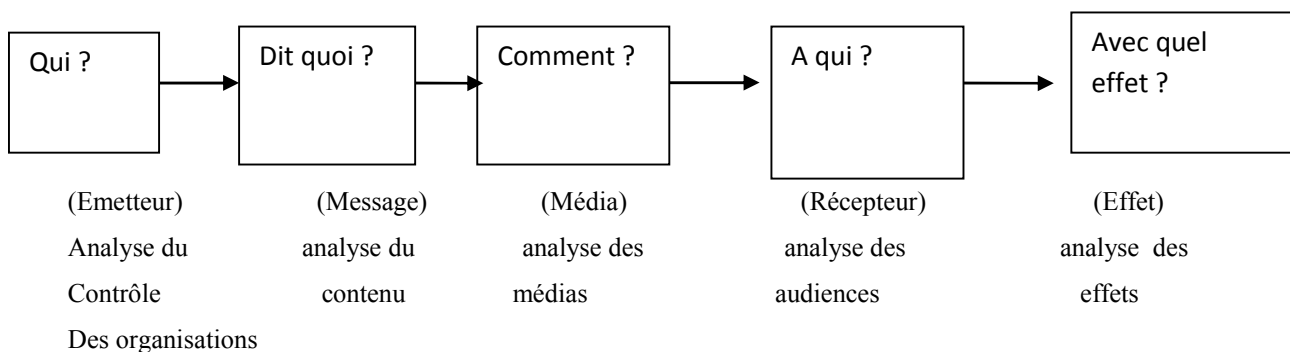 Qui ?
Dit quoi ?
Comment ?
A qui ?
Avec quel
effet ?
(Emetteur) (Message) (Média) (Récepteur) (Effet)
Analyse du analyse du analyse des analyse des analyse des
Contrôle contenu médias audiences effets
Des organisations